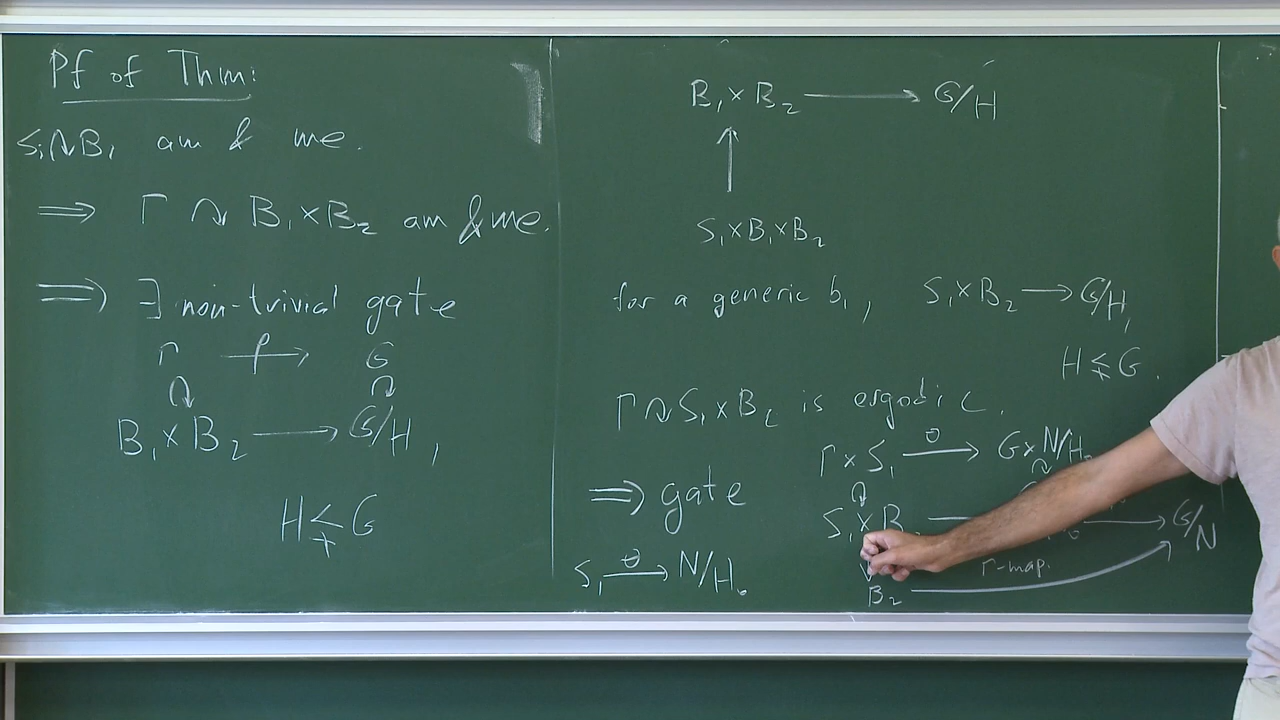 Pf of Thm:
S₁ ↷ B₁ am & me.
⟹ Γ ↷ B₁ × B₂ am & me.
⟹ ∃ non-trivial gate
Γ —ρ→ G
↷ ↷
B₁ × B₂ ⟶ G/H,
H ⪇ G
B₁ × B₂ ⟶ G/H
↑
S₁ × B₁ × B₂
for a generic b₁, S₁ × B₂ ⟶ G/H,
H ⪇ G.
Γ ↷ S₁ × B₂ is ergodic.
Γ × S₁ —θ→ G × N/H₀
⟹ gate
S₁ × B ⟶ G/N
S₁ —θ→ N/H₀
Γ-map.
B₂ ⟶